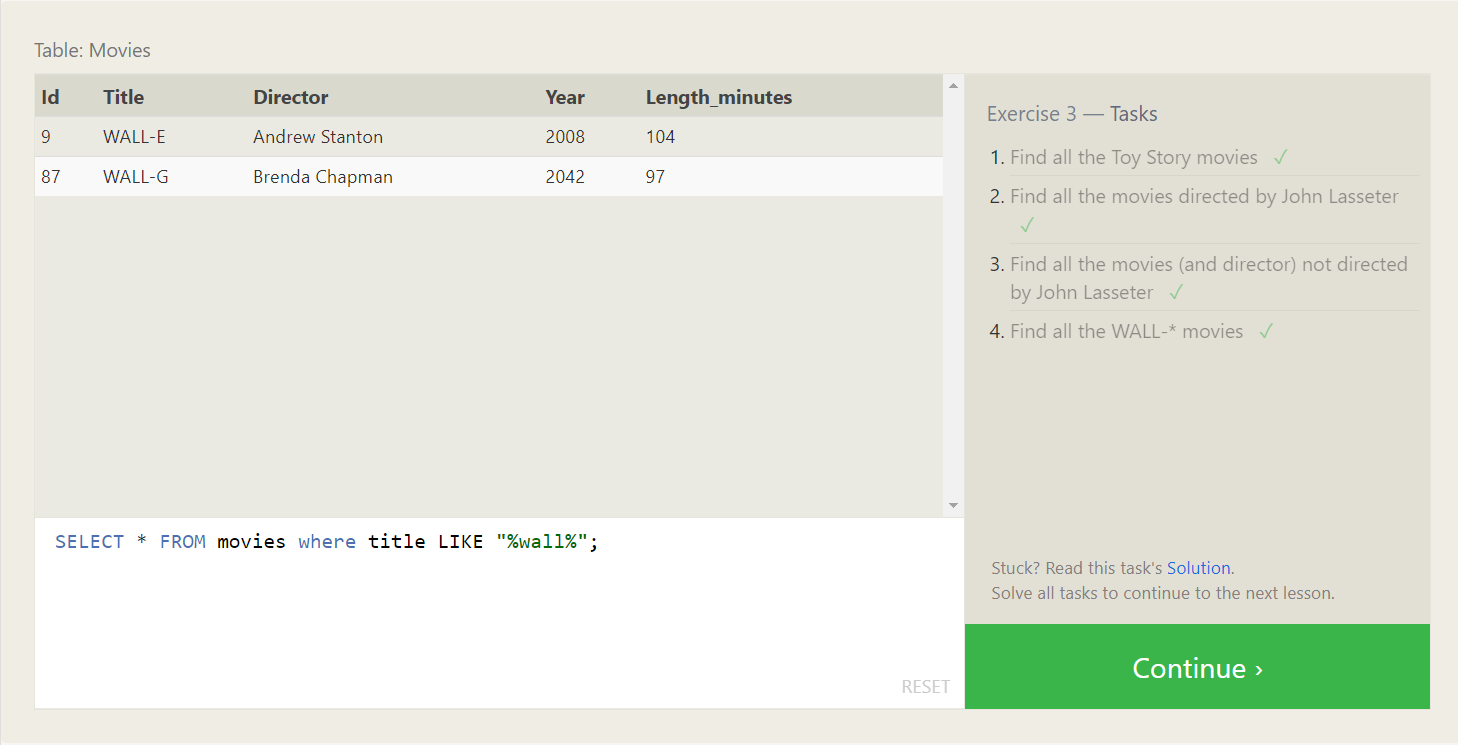 Table: Movies
Id Title Director Year Length_minutes
9 WALL-E Andrew Stanton 2008 104
87 WALL-G Brenda Chapman 2042 97
SELECT * FROM movies where title LIKE "%wall%";
RESET
Exercise 3 — Tasks
1. Find all the Toy Story movies ✓
2. Find all the movies directed by John Lasseter
✓
3. Find all the movies (and director) not directed
by John Lasseter ✓
4. Find all the WALL-* movies ✓
Stuck? Read this task's Solution.
Solve all tasks to continue to the next lesson.
Continue ›